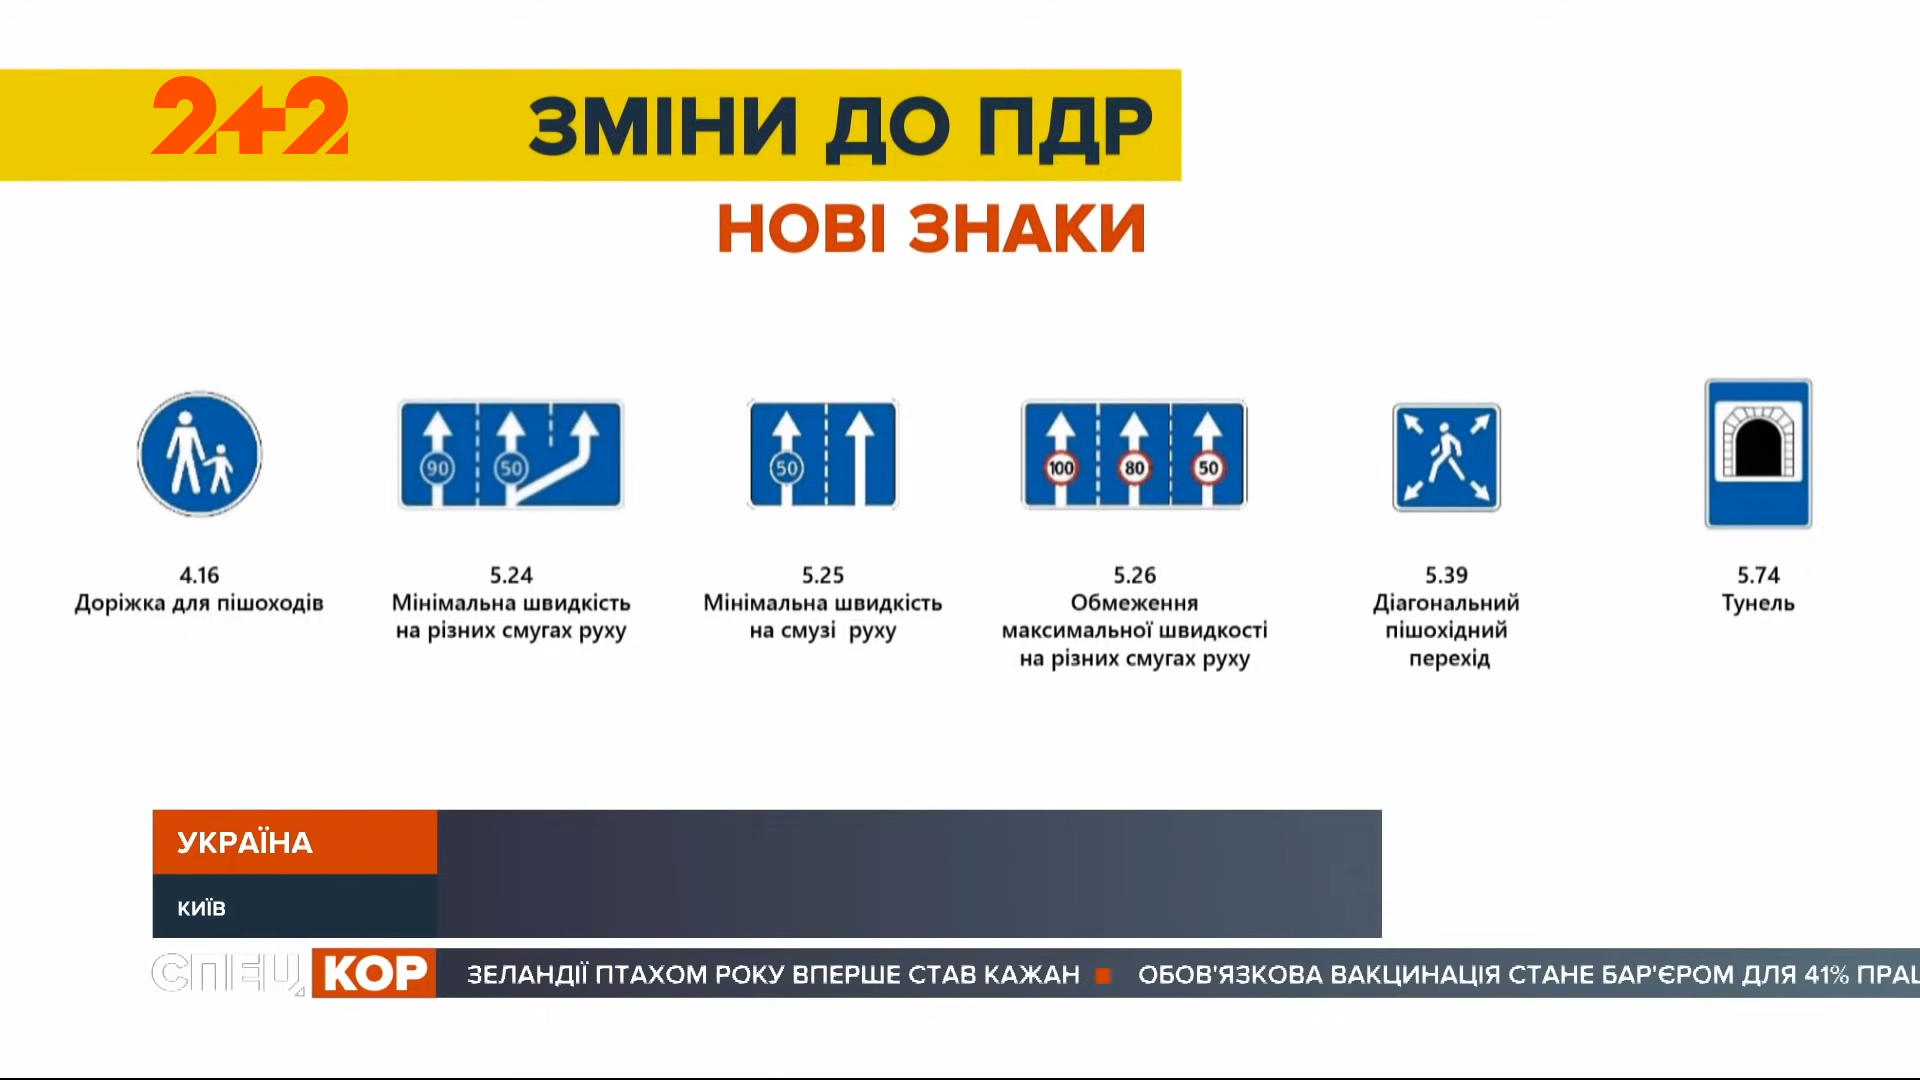 2+2
ЗМІНИ ДО ПДР
НОВІ ЗНАКИ
90 50
50
100 80 50
4.16
Доріжка для пішоходів
5.24
Мінімальна швидкість
на різних смугах руху
5.25
Мінімальна швидкість
на смузі руху
5.26
Обмеження
максимальної швидкості
на різних смугах руху
5.39
Діагональний
пішохідний
перехід
5.74
Тунель
УКРАЇНА
КИЇВ
СПЕЦКОР
ЗЕЛАНДІЇ ПТАХОМ РОКУ ВПЕРШЕ СТАВ КАЖАН ОБОВ'ЯЗКОВА ВАКЦИНАЦІЯ СТАНЕ БАР'ЄРОМ ДЛЯ 41% ПРАЦ